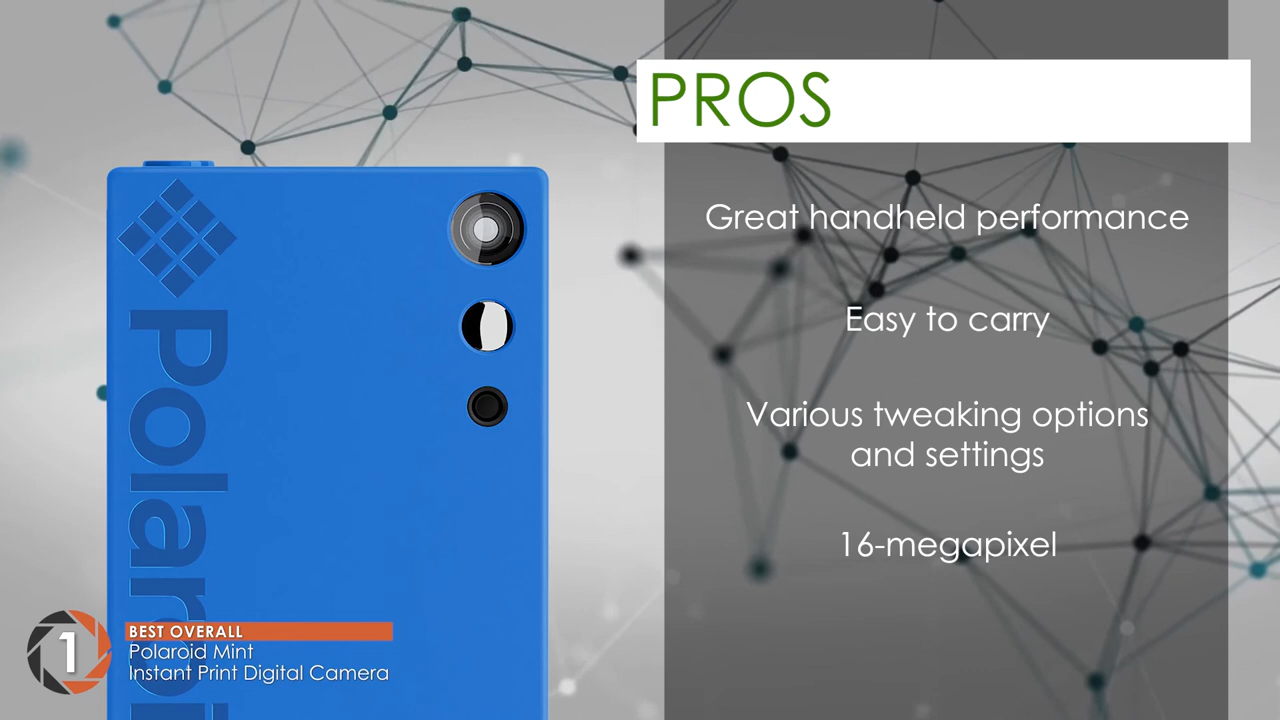 PROS
Great handheld performance
Easy to carry
Various tweaking options
and settings
16-megapixel
Polaroi
1
BEST OVERALL
Polaroid Mint
Instant Print Digital Camera